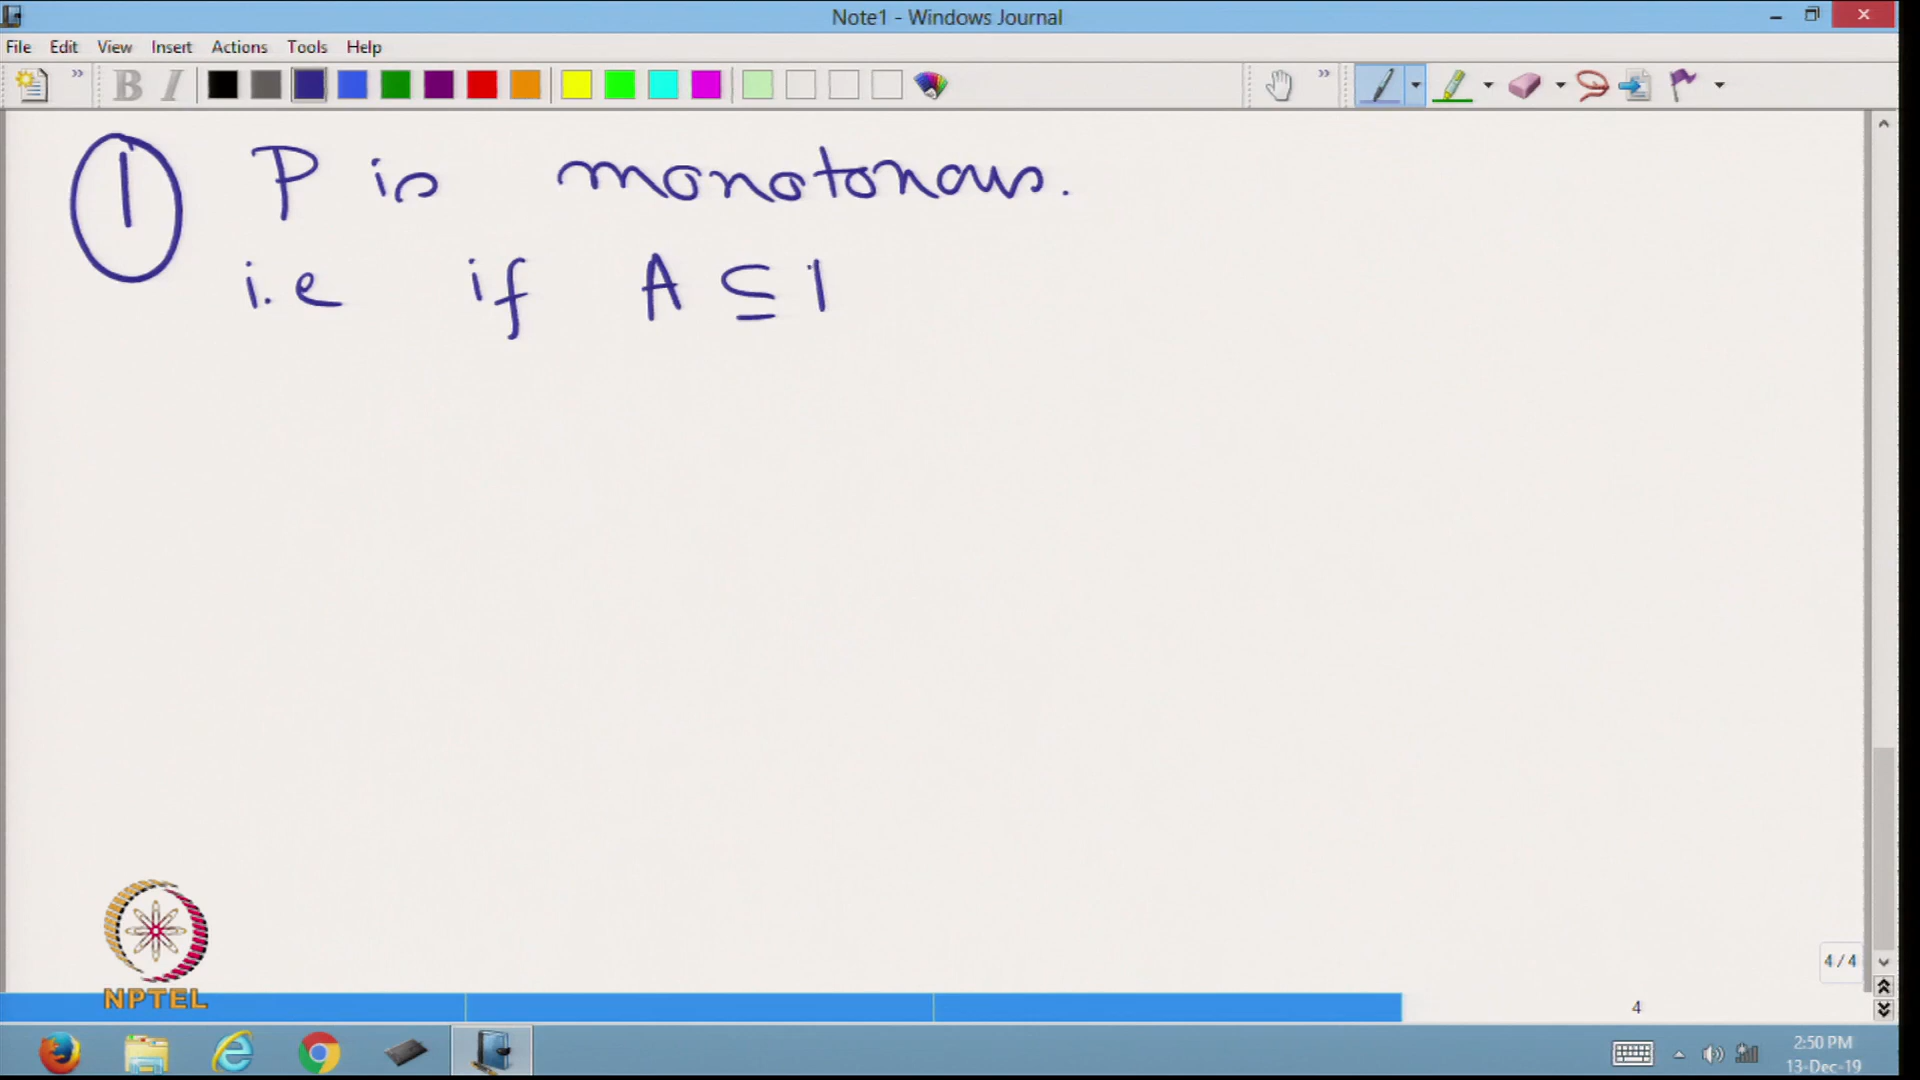 Note1 - Windows Journal
File Edit View Insert Actions Tools Help
B I
1 P is monotonous.
i.e if A ⊆ I
4 / 4
NPTEL
4
2:50 PM
13-Dec-19